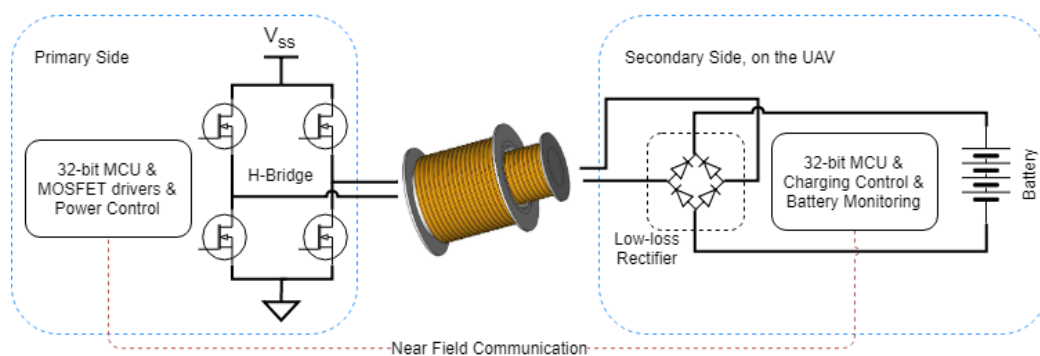 Primary Side
VSS
32-bit MCU &
MOSFET drivers &
Power Control
H-Bridge
Secondary Side, on the UAV
Low-loss
Rectifier
32-bit MCU &
Charging Control &
Battery Monitoring
Battery
Near Field Communication